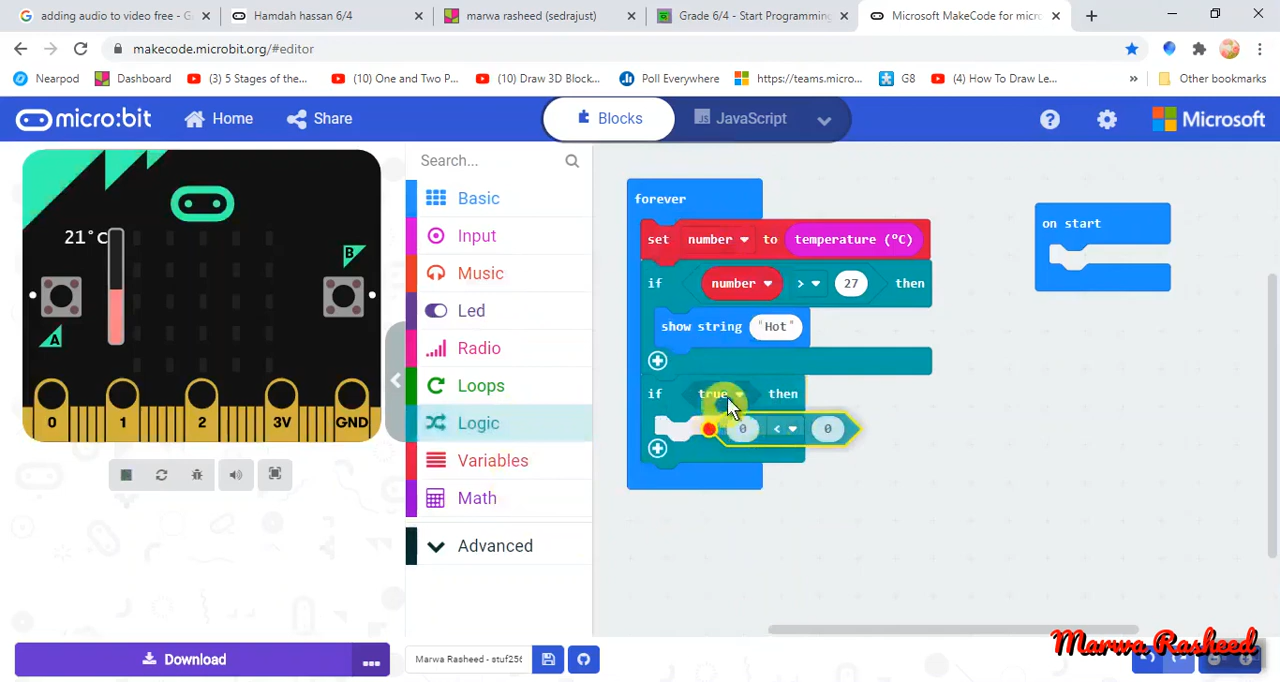 adding audio to video free - G
Hamdah hassan 6/4
marwa rasheed (sedrajust)
Grade 6/4 - Start Programming
Microsoft MakeCode for micro
makecode.microbit.org/#editor
Nearpod
Dashboard
(3) 5 Stages of the...
(10) One and Two P...
(10) Draw 3D Block...
Poll Everywhere
https://teams.micro...
G8
(4) How To Draw Le...
»
Other bookmarks
micro:bit
Home
Share
Blocks
JS JavaScript
?
Microsoft
21°C
A
B
0 1 2 3V GND
Download
...
Search...
Basic
Input
Music
Led
Radio
Loops
Logic
Variables
Math
Advanced
Marwa Rasheed - stuf256
forever
set number to temperature (°C)
if number > 27 then
show string "Hot"
if true then
0 < 0
on start
Marwa Rasheed